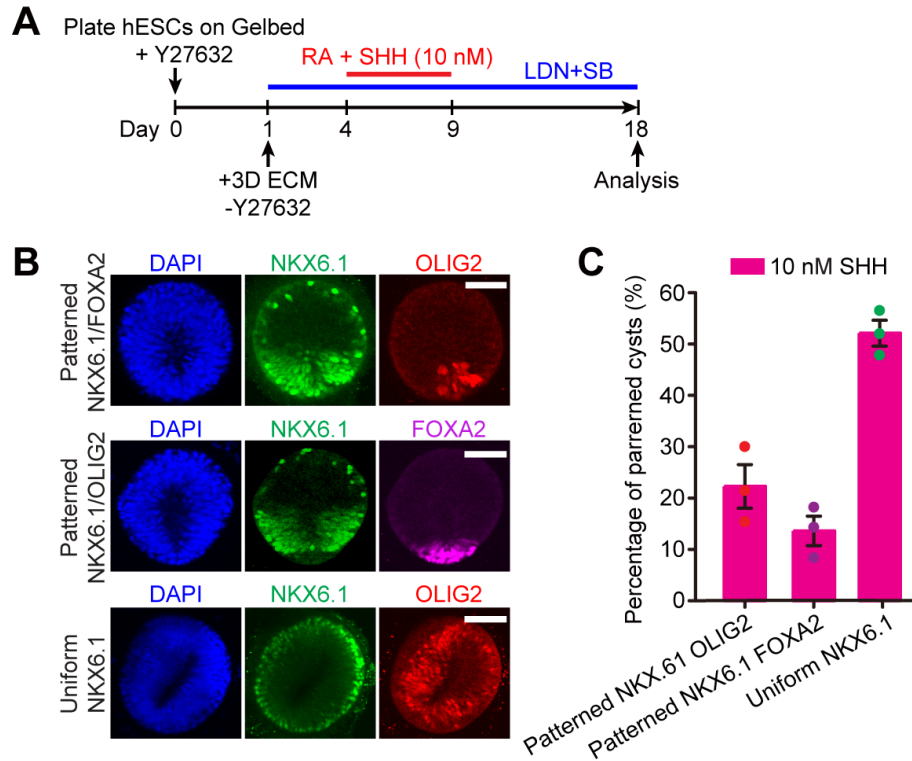 A
Plate hESCs on Gelbed
+ Y27632
RA + SHH (10 nM)
LDN+SB
Day 0 1 4 9 18
+3D ECM
-Y27632
Analysis
B
Patterned
NKX6.1/FOXA2
DAPI NKX6.1 OLIG2
Patterned
NKX6.1/OLIG2
DAPI NKX6.1 FOXA2
Uniform
NKX6.1
DAPI NKX6.1 OLIG2
C
10 nM SHH
Percentage of parrerned cysts (%)
60
50
40
30
20
10
0
Patterned NKX.61 OLIG2
Patterned NKX6.1 FOXA2
Uniform NKX6.1